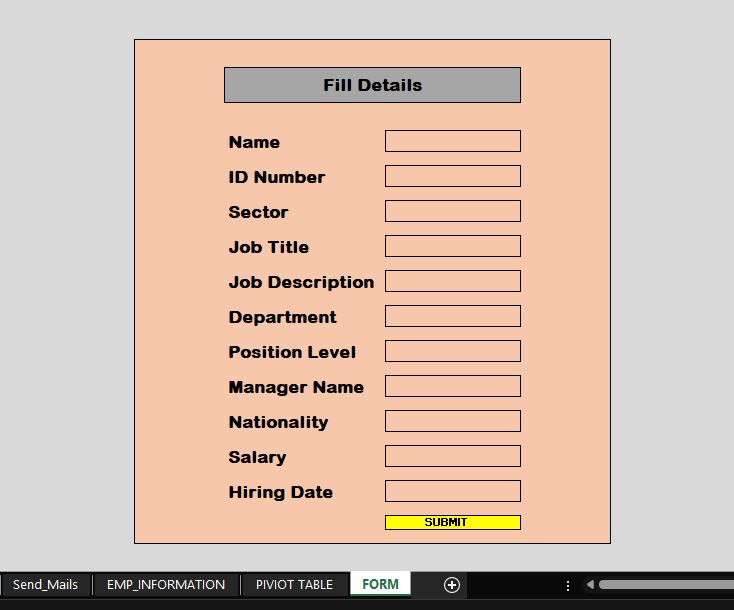 Fill Details
Name
ID Number
Sector
Job Title
Job Description
Department
Position Level
Manager Name
Nationality
Salary
Hiring Date
SUBMIT
Send_Mails EMP_INFORMATION PIVIOT TABLE FORM